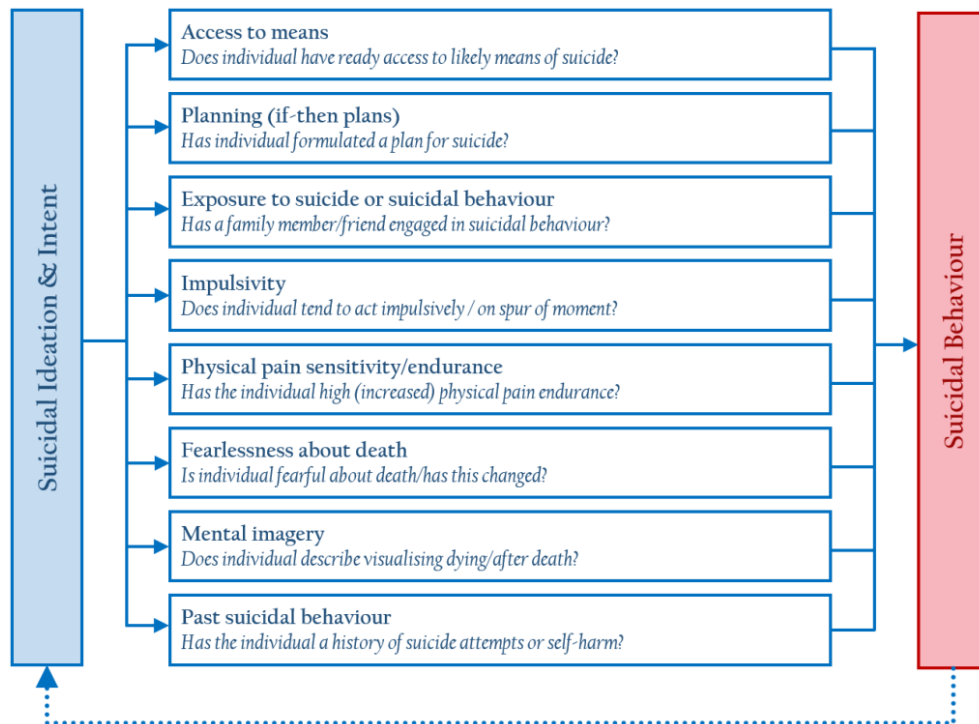 Suicidal Ideation & Intent
Access to means
Does individual have ready access to likely means of suicide?
Planning (if-then plans)
Has individual formulated a plan for suicide?
Exposure to suicide or suicidal behaviour
Has a family member/friend engaged in suicidal behaviour?
Impulsivity
Does individual tend to act impulsively / on spur of moment?
Physical pain sensitivity/endurance
Has the individual high (increased) physical pain endurance?
Fearlessness about death
Is individual fearful about death/has this changed?
Mental imagery
Does individual describe visualising dying/after death?
Past suicidal behaviour
Has the individual a history of suicide attempts or self-harm?
Suicidal Behaviour